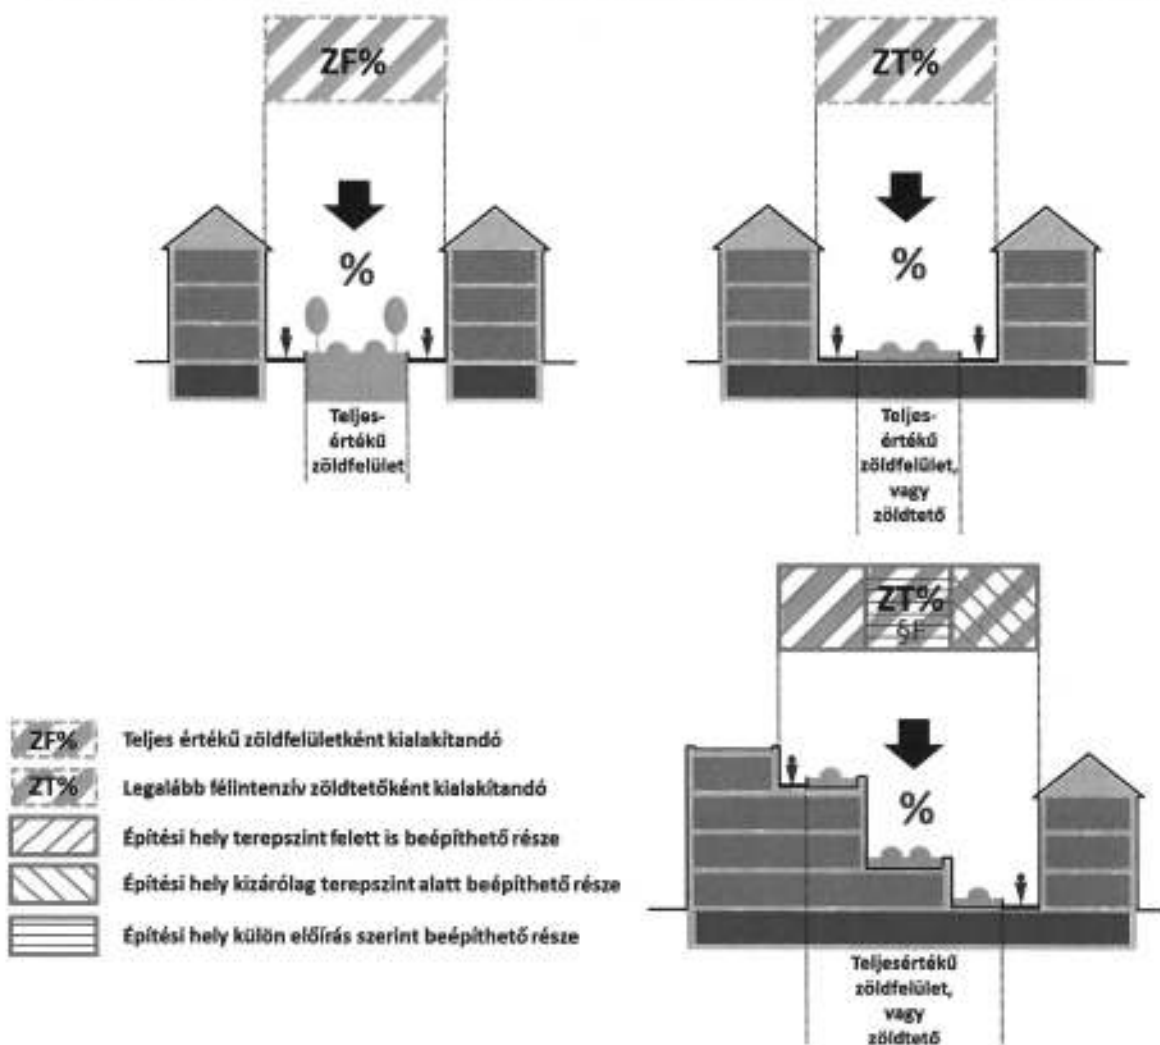 ZF%
ZT%
%
%
Teljes-
értékű
zöldfelület
Teljes-
értékű
zöldfelület,
vagy
zöldtető
ZT%
§F
%
ZF% Teljes értékű zöldfelületként kialakítandó
ZT% Legalább félintenzív zöldtetőként kialakítandó
Építési hely terepszint felett is beépíthető része
Építési hely kizárólag terepszint alatt beépíthető része
Építési hely külön előírás szerint beépíthető része
Teljesértékű
zöldfelület,
vagy
zöldtető